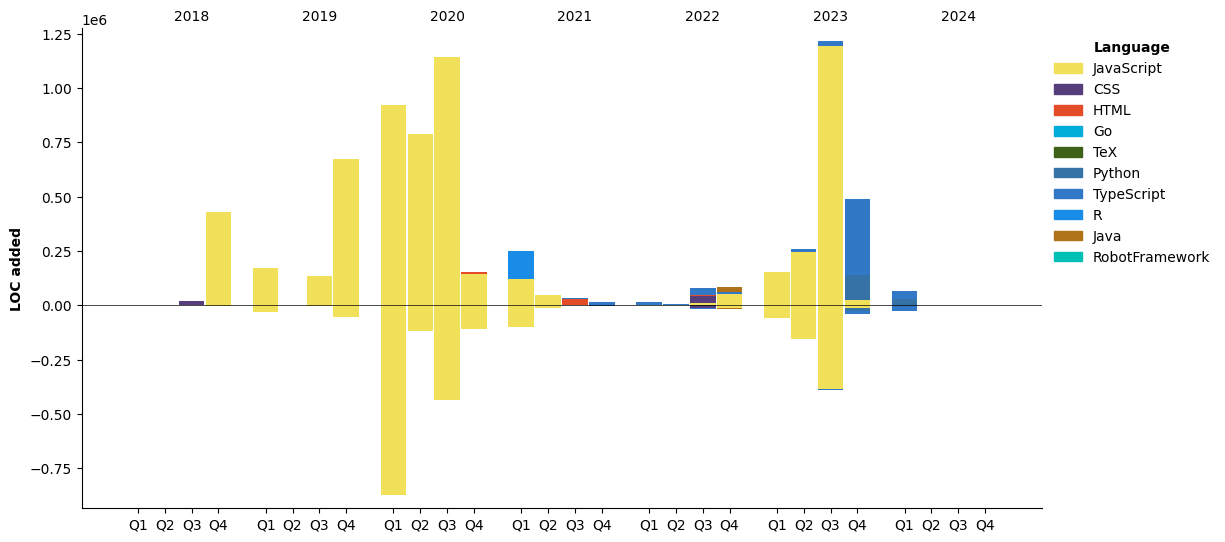 2018 2019 2020 2021 2022 2023 2024
1e6
1.25
1.00
0.75
0.50
0.25
0.00
−0.25
−0.50
−0.75
LOC added
Q1 Q2 Q3 Q4 Q1 Q2 Q3 Q4 Q1 Q2 Q3 Q4 Q1 Q2 Q3 Q4 Q1 Q2 Q3 Q4 Q1 Q2 Q3 Q4 Q1 Q2 Q3 Q4
Language
JavaScript
CSS
HTML
Go
TeX
Python
TypeScript
R
Java
RobotFramework